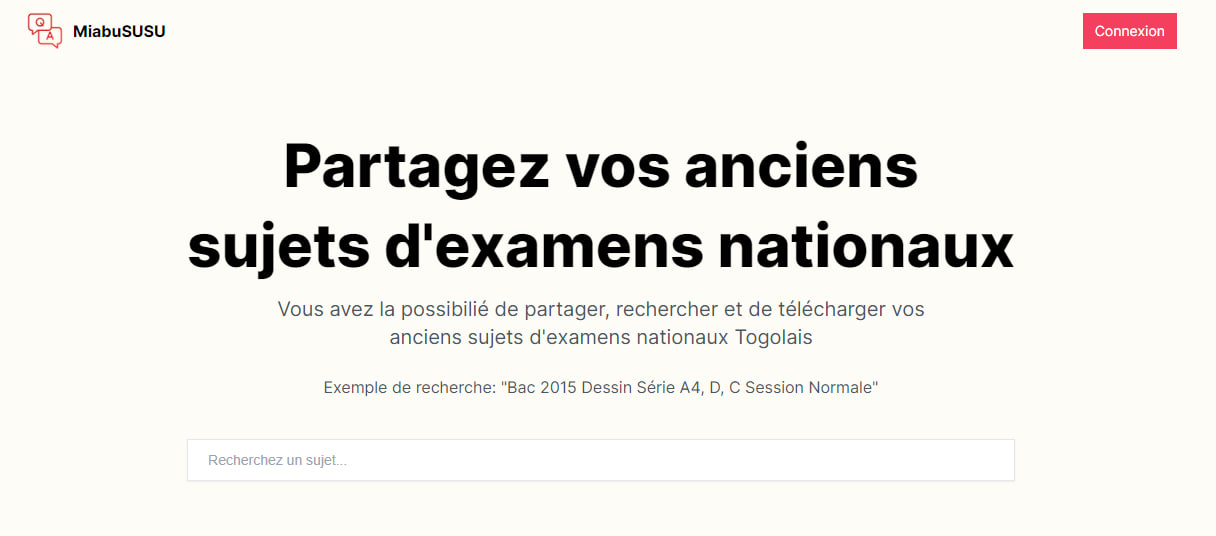 Q
A
MiabuSUSU
Connexion
Partagez vos anciens
sujets d'examens nationaux
Vous avez la possibilié de partager, rechercher et de télécharger vos
anciens sujets d'examens nationaux Togolais
Exemple de recherche: "Bac 2015 Dessin Série A4, D, C Session Normale"
Recherchez un sujet...